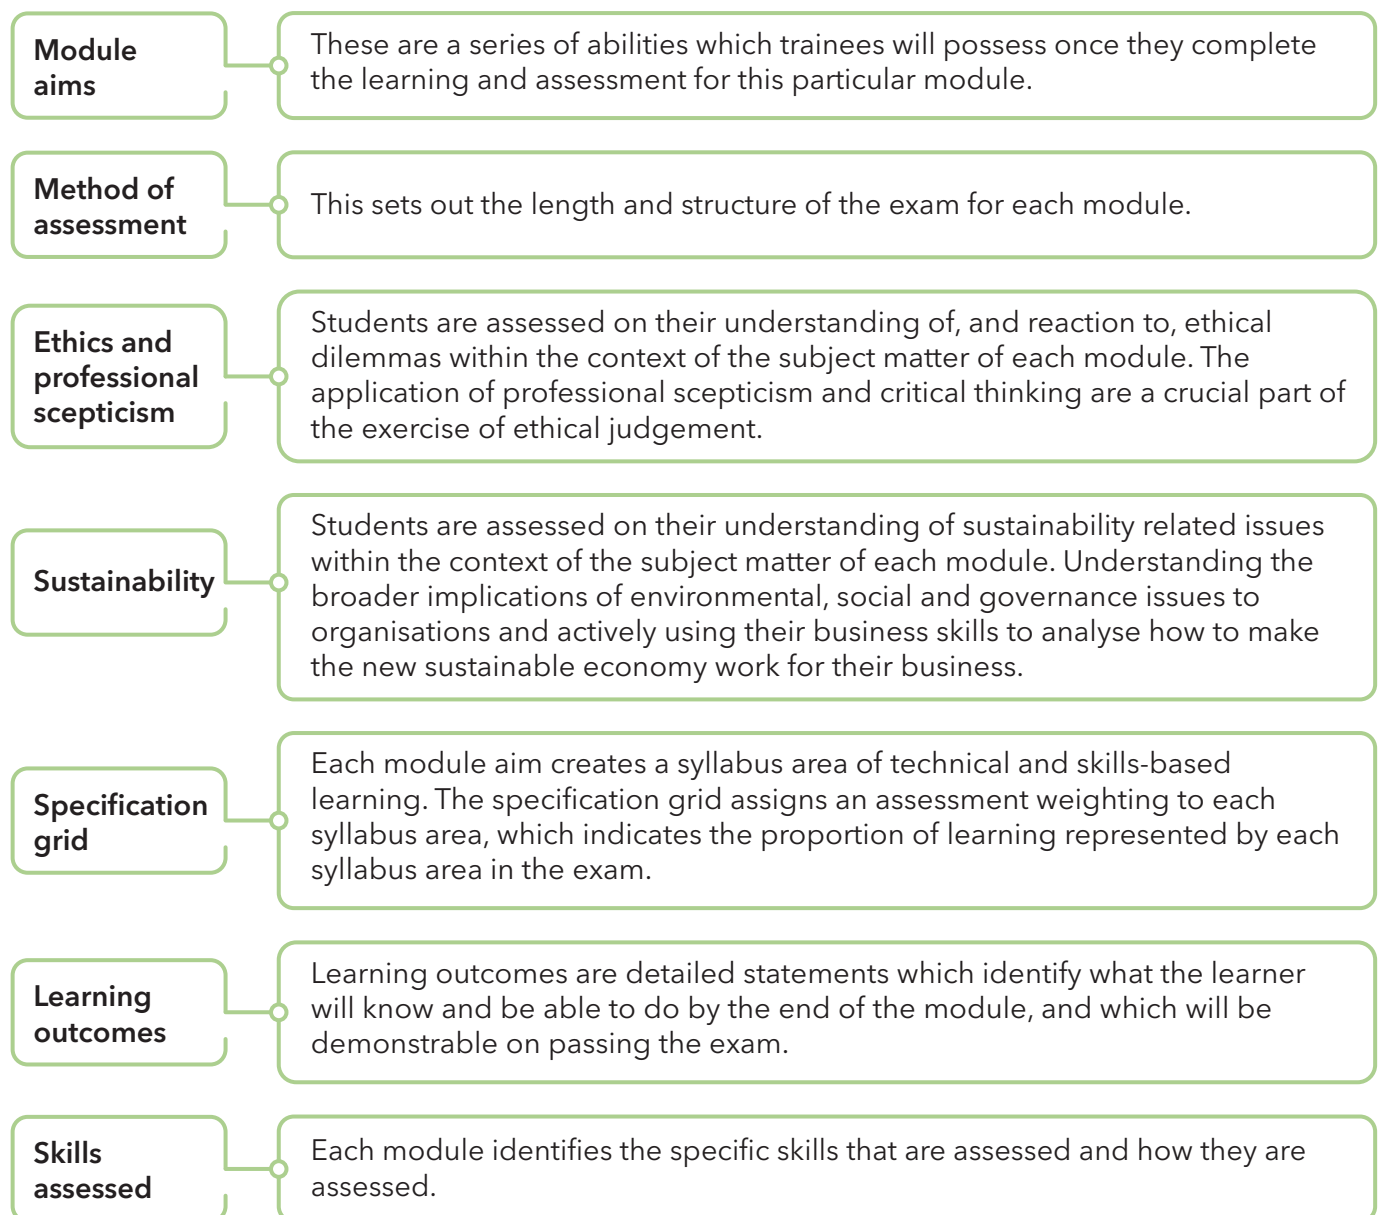 Module
aims
These are a series of abilities which trainees will possess once they complete
the learning and assessment for this particular module.
Method of
assessment
This sets out the length and structure of the exam for each module.
Ethics and
professional
scepticism
Students are assessed on their understanding of, and reaction to, ethical
dilemmas within the context of the subject matter of each module. The
application of professional scepticism and critical thinking are a crucial part of
the exercise of ethical judgement.
Sustainability
Students are assessed on their understanding of sustainability related issues
within the context of the subject matter of each module. Understanding the
broader implications of environmental, social and governance issues to
organisations and actively using their business skills to analyse how to make
the new sustainable economy work for their business.
Specification
grid
Each module aim creates a syllabus area of technical and skills-based
learning. The specification grid assigns an assessment weighting to each
syllabus area, which indicates the proportion of learning represented by each
syllabus area in the exam.
Learning
outcomes
Learning outcomes are detailed statements which identify what the learner
will know and be able to do by the end of the module, and which will be
demonstrable on passing the exam.
Skills
assessed
Each module identifies the specific skills that are assessed and how they are
assessed.